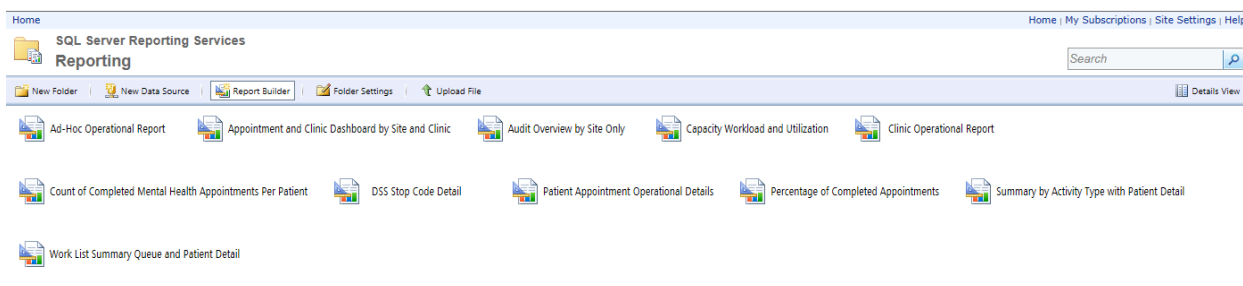 Home
Home | My Subscriptions | Site Settings | Help
SQL Server Reporting Services
Reporting
Search
New Folder | New Data Source | Report Builder | Folder Settings | Upload File
Details View
Ad-Hoc Operational Report
Appointment and Clinic Dashboard by Site and Clinic
Audit Overview by Site Only
Capacity Workload and Utilization
Clinic Operational Report
Count of Completed Mental Health Appointments Per Patient
DSS Stop Code Detail
Patient Appointment Operational Details
Percentage of Completed Appointments
Summary by Activity Type with Patient Detail
Work List Summary Queue and Patient Detail